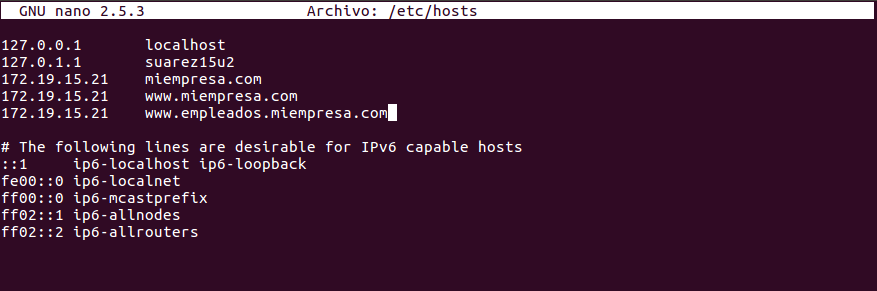 GNU nano 2.5.3 Archivo: /etc/hosts
127.0.0.1 localhost
127.0.1.1 suarez15u2
172.19.15.21 miempresa.com
172.19.15.21 www.miempresa.com
172.19.15.21 www.empleados.miempresa.com
# The following lines are desirable for IPv6 capable hosts
::1 ip6-localhost ip6-loopback
fe00::0 ip6-localnet
ff00::0 ip6-mcastprefix
ff02::1 ip6-allnodes
ff02::2 ip6-allrouters